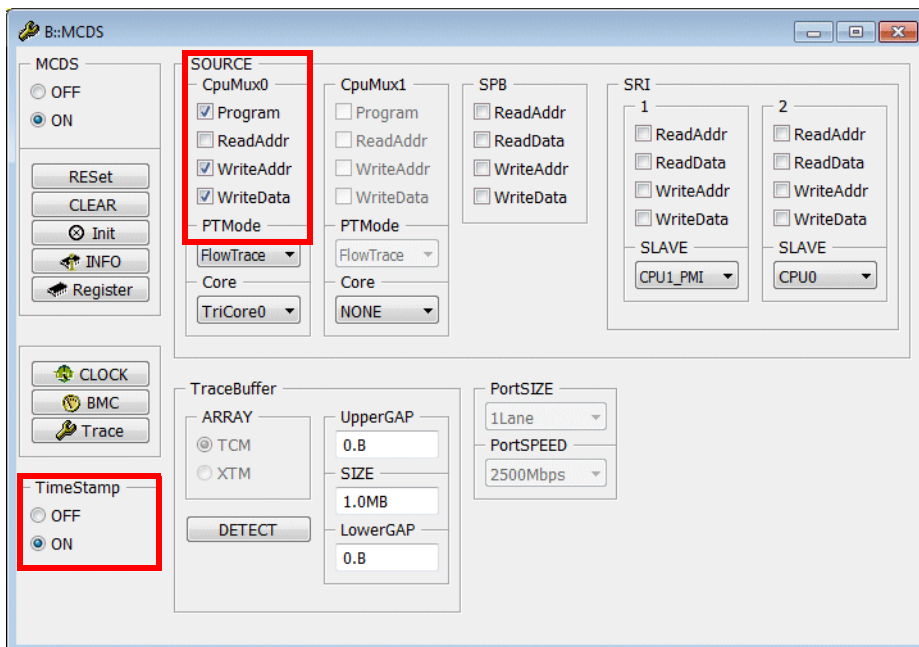 B::MCDS
MCDS
OFF
ON
RESet
CLEAR
Init
INFO
Register
CLOCK
BMC
Trace
TimeStamp
OFF
ON
SOURCE
CpuMux0
Program
ReadAddr
WriteAddr
WriteData
PTMode
FlowTrace
Core
TriCore0
CpuMux1
Program
ReadAddr
WriteAddr
WriteData
PTMode
FlowTrace
Core
NONE
SPB
ReadAddr
ReadData
WriteAddr
WriteData
SRI
1
ReadAddr
ReadData
WriteAddr
WriteData
SLAVE
CPU1_PMI
2
ReadAddr
ReadData
WriteAddr
WriteData
SLAVE
CPU0
TraceBuffer
ARRAY
TCM
XTM
DETECT
UpperGAP
0.B
SIZE
1.0MB
LowerGAP
0.B
PortSIZE
1Lane
PortSPEED
2500Mbps